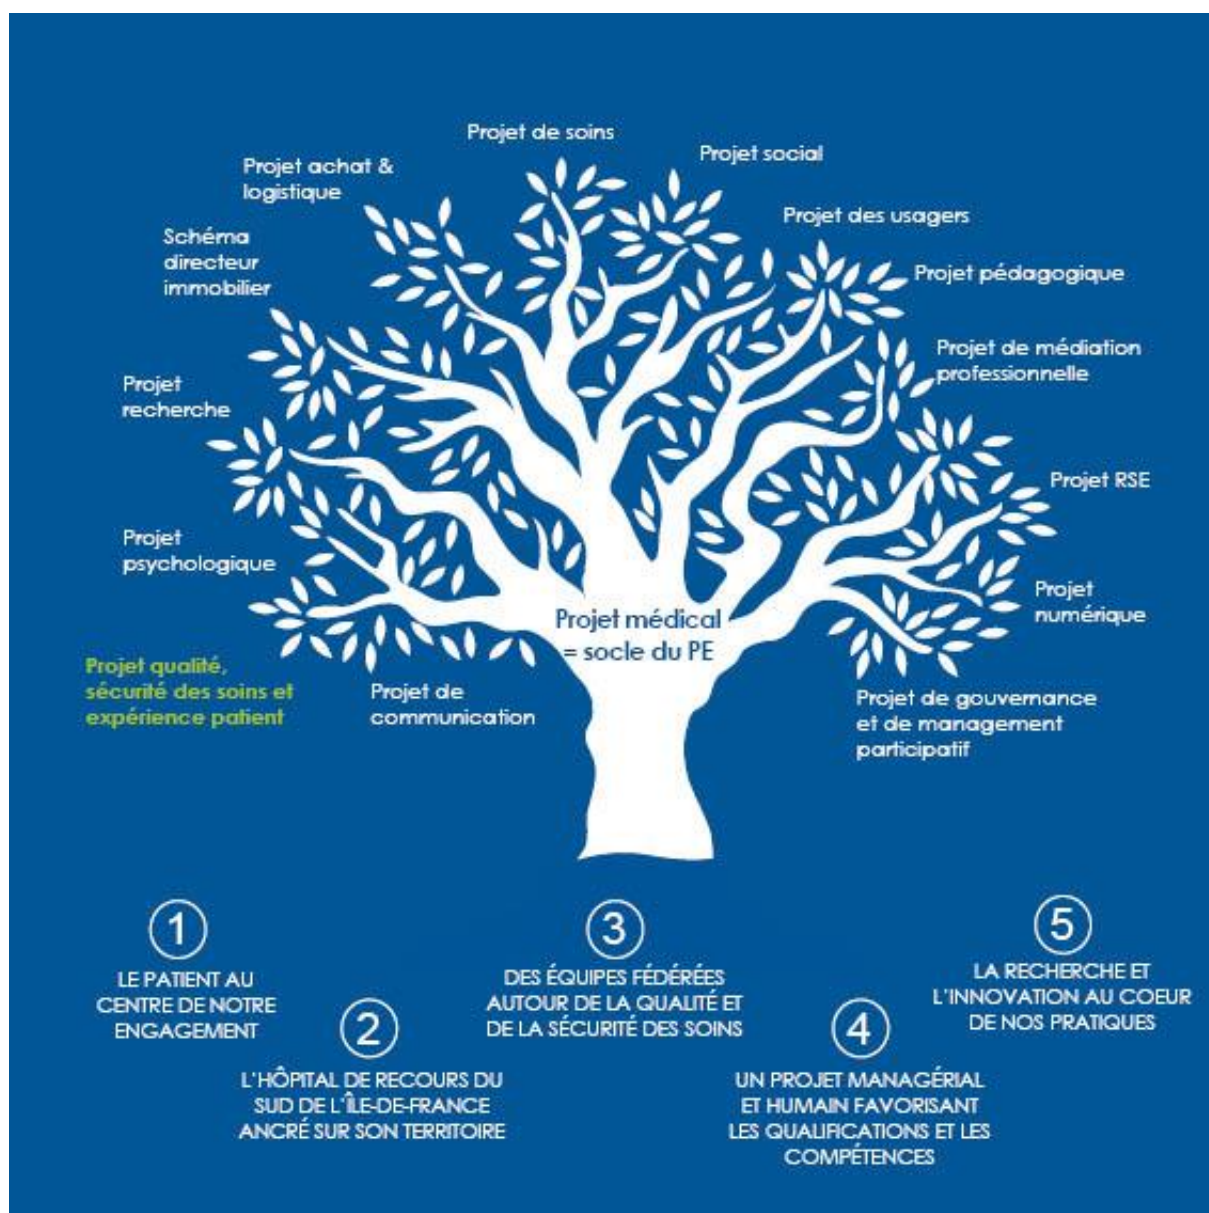 Projet de soins
Projet social
Projet achat &
logistique
Projet des usagers
Schéma
directeur
immobilier
Projet pédagogique
Projet de médiation
professionnelle
Projet
recherche
Projet RSE
Projet
psychologique
Projet
numérique
Projet médical
= socle du PE
Projet qualité,
sécurité des soins et
expérience patient
Projet de
communication
Projet de gouvernance
et de management
participatif
1
LE PATIENT AU
CENTRE DE NOTRE
ENGAGEMENT
2
L'HÔPITAL DE RECOURS DU
SUD DE L'ÎLE-DE-FRANCE
ANCRÉ SUR SON TERRITOIRE
3
DES ÉQUIPES FÉDÉRÉES
AUTOUR DE LA QUALITÉ ET
DE LA SÉCURITÉ DES SOINS
4
UN PROJET MANAGÉRIAL
ET HUMAIN FAVORISANT
LES QUALIFICATIONS ET LES
COMPÉTENCES
5
LA RECHERCHE ET
L'INNOVATION AU COEUR
DE NOS PRATIQUES